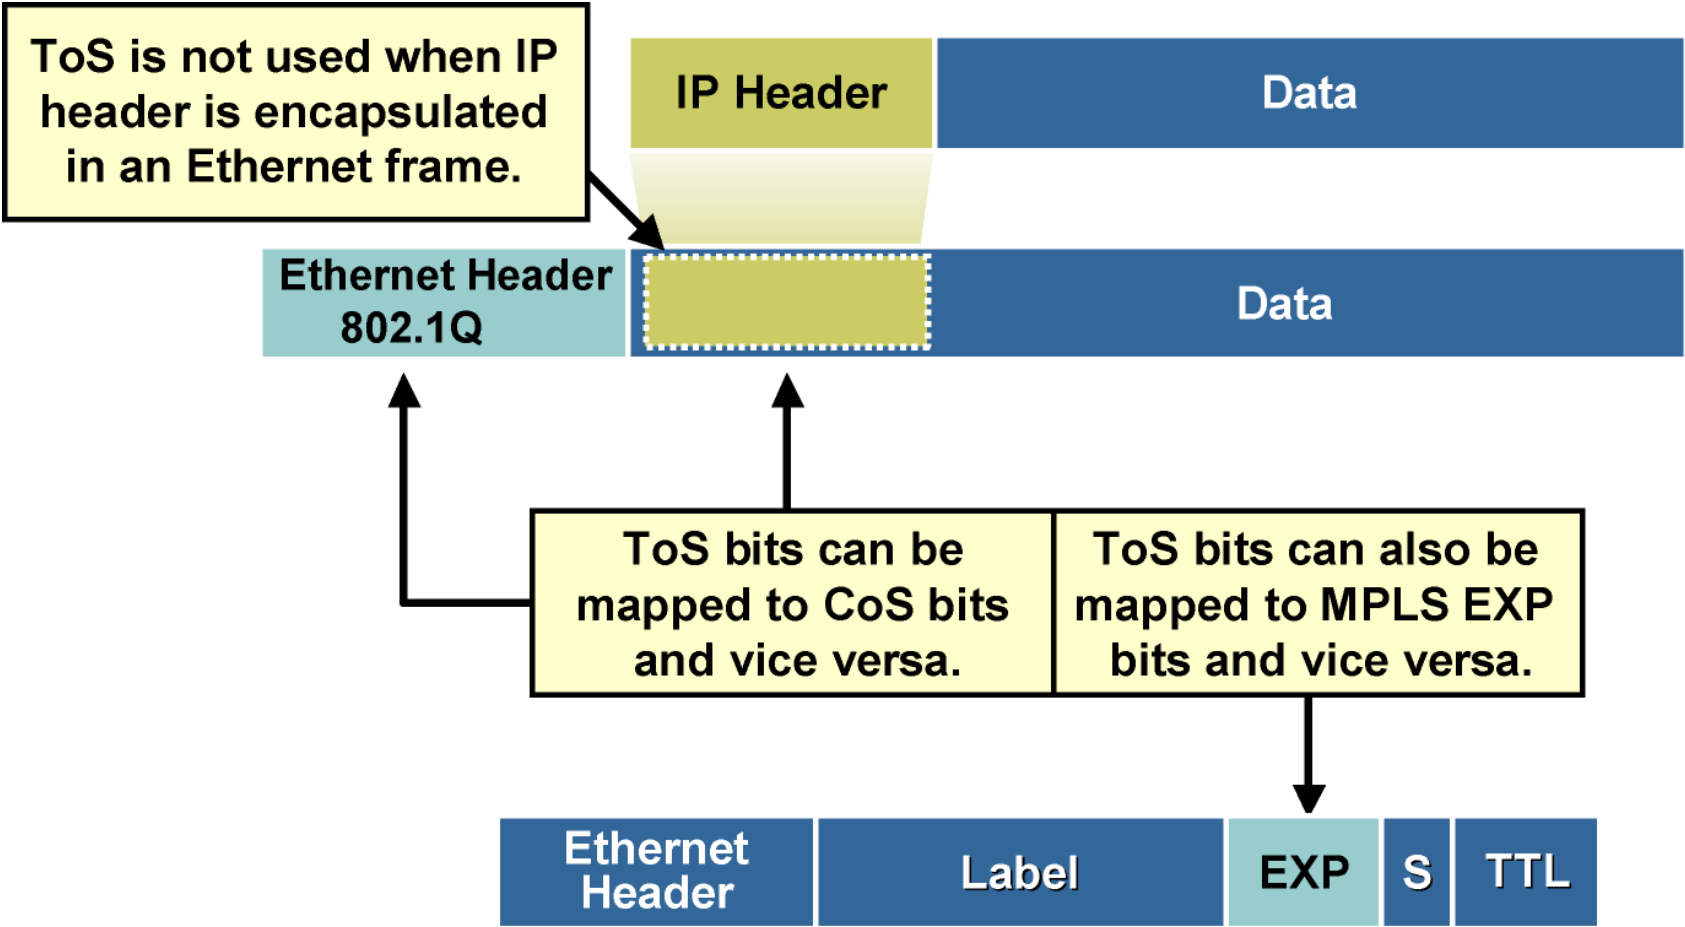 ToS is not used when IP
header is encapsulated
in an Ethernet frame.
IP Header
Data
Ethernet Header
802.1Q
Data
ToS bits can be
mapped to CoS bits
and vice versa.
ToS bits can also be
mapped to MPLS EXP
bits and vice versa.
Ethernet
Header
Label
EXP
S
TTL